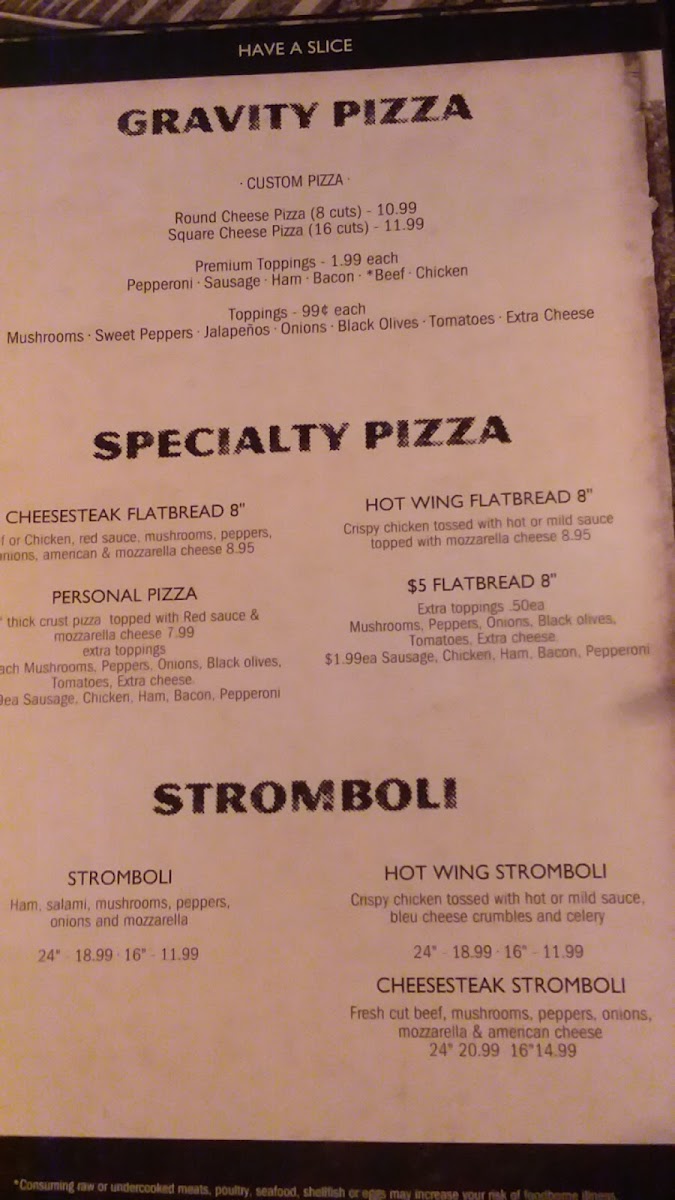 HAVE A SLICE
GRAVITY PIZZA
· CUSTOM PIZZA ·
Round Cheese Pizza (8 cuts) - 10.99
Square Cheese Pizza (16 cuts) - 11.99
Premium Toppings - 1.99 each
Pepperoni · Sausage · Ham · Bacon · *Beef · Chicken
Toppings - 99¢ each
Mushrooms · Sweet Peppers · Jalapeños · Onions · Black Olives · Tomatoes · Extra Cheese
SPECIALTY PIZZA
CHEESESTEAK FLATBREAD 8"
or Chicken, red sauce, mushrooms, peppers,
onions, american & mozzarella cheese 8.95
PERSONAL PIZZA
thick crust pizza topped with Red sauce &
mozzarella cheese 7.99
extra toppings
Mushrooms, Peppers, Onions, Black olives,
Tomatoes, Extra cheese
Sausage, Chicken, Ham, Bacon, Pepperoni
HOT WING FLATBREAD 8"
Crispy chicken tossed with hot or mild sauce
topped with mozzarella cheese 8.95
$5 FLATBREAD 8"
Extra toppings .50ea
Mushrooms, Peppers, Onions, Black olives,
Tomatoes, Extra cheese
$1.99ea Sausage, Chicken, Ham, Bacon, Pepperoni
STROMBOLI
STROMBOLI
Ham, salami, mushrooms, peppers,
onions and mozzarella
24" - 18.99 · 16" - 11.99
HOT WING STROMBOLI
Crispy chicken tossed with hot or mild sauce,
bleu cheese crumbles and celery
24" - 18.99 · 16" - 11.99
CHEESESTEAK STROMBOLI
Fresh cut beef, mushrooms, peppers, onions,
mozzarella & amencan cheese
24" 20.99 16"14.99
*Consuming raw or undercooked meats, poultry, seafood, shellfish or eggs may increase your risk of foodborne